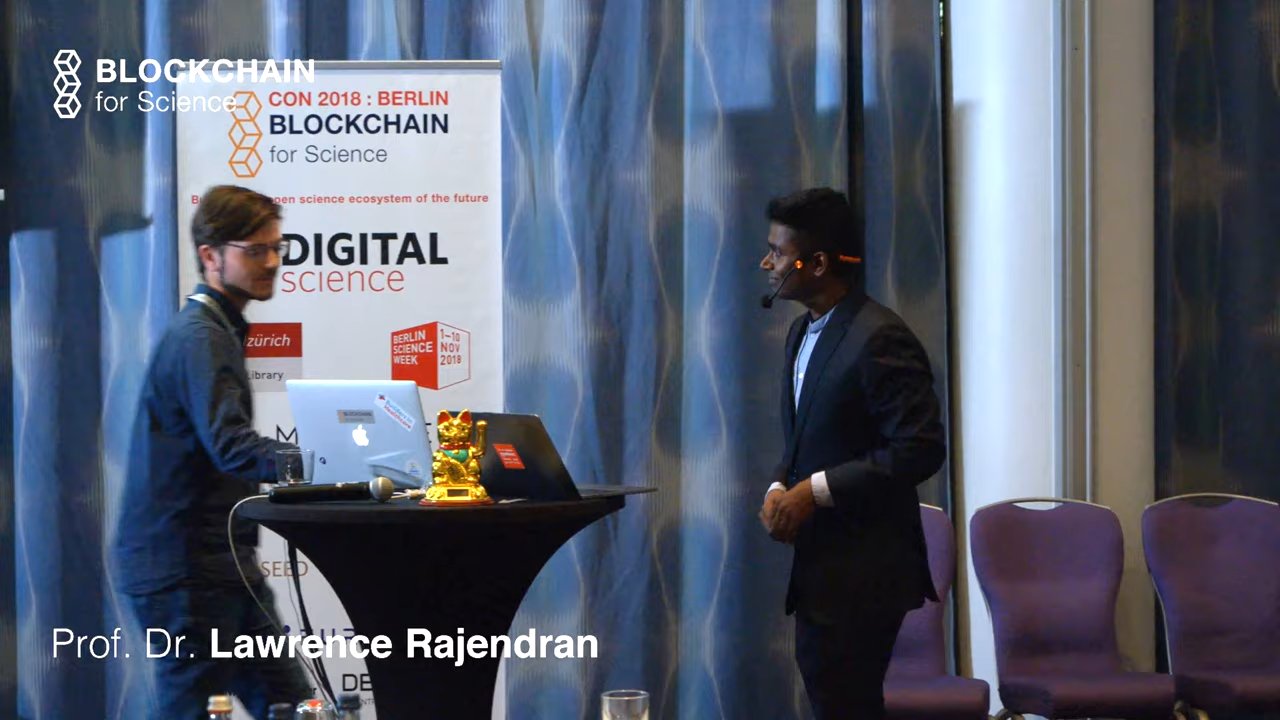 BLOCKCHAIN
for Science
CON 2018 : BERLIN
BLOCKCHAIN
for Science
open science ecosystem of the future
DIGITAL
science
zürich
Library
BERLIN
SCIENCE
WEEK
1–10
NOV
2018
SEED
Prof. Dr. Lawrence Rajendran